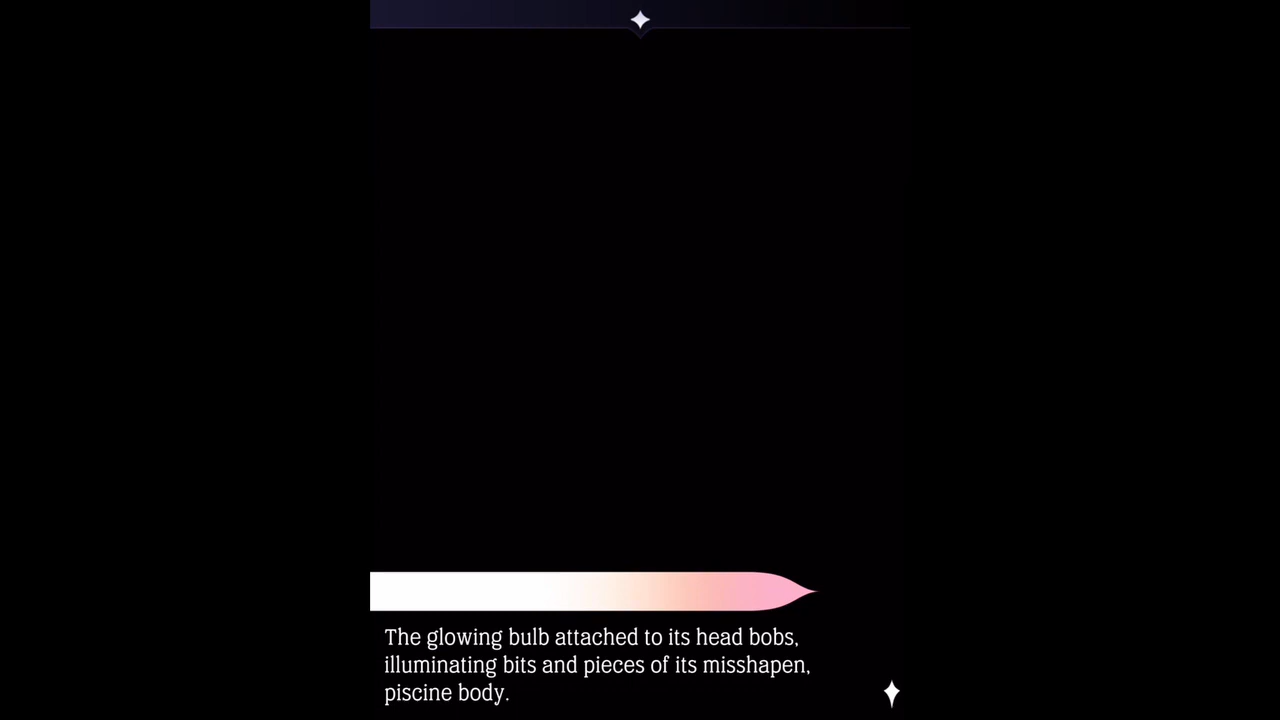 The glowing bulb attached to its head bobs,
illuminating bits and pieces of its misshapen,
piscine body.